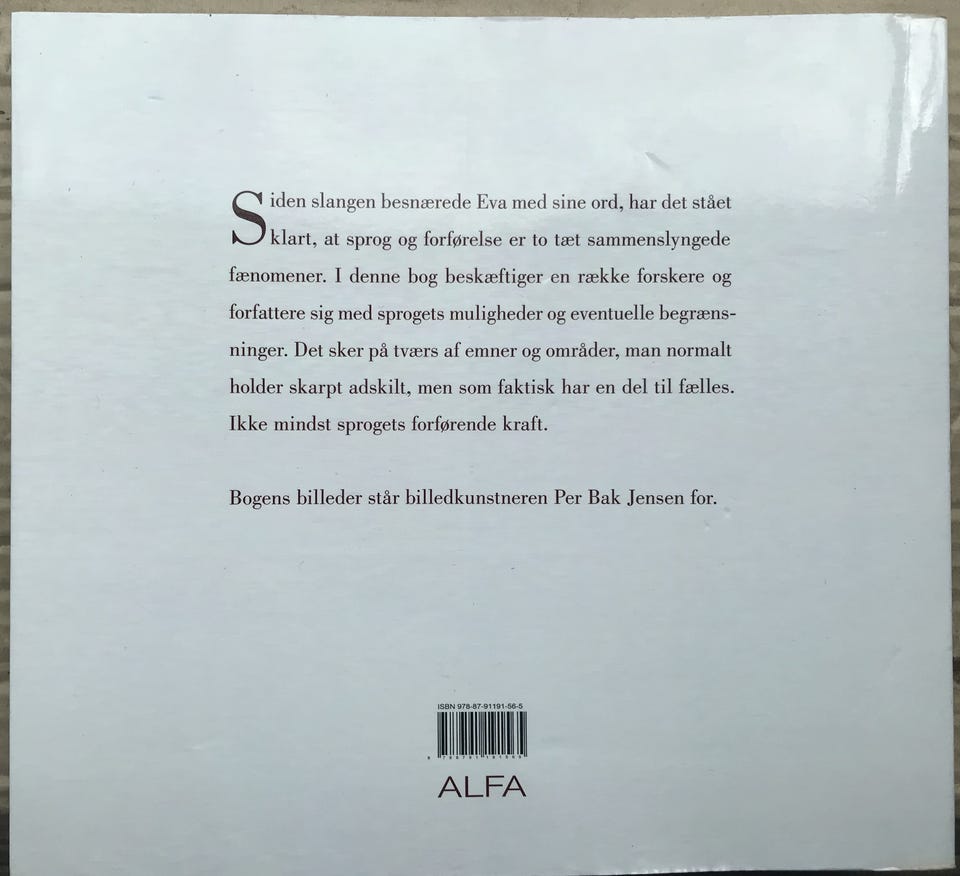 Siden slangen besnærede Eva med sine ord, har det stået
klart, at sprog og forførelse er to tæt sammenslyngede
fænomener. I denne bog beskæftiger en række forskere og
forfattere sig med sprogets muligheder og eventuelle begræns-
ninger. Det sker på tværs af emner og områder, man normalt
holder skarpt adskilt, men som faktisk har en del til fælles.
Ikke mindst sprogets forførende kraft.
Bogens billeder står billedkunstneren Per Bak Jensen for.
ISBN 978-87-91191-56-5
ALFA